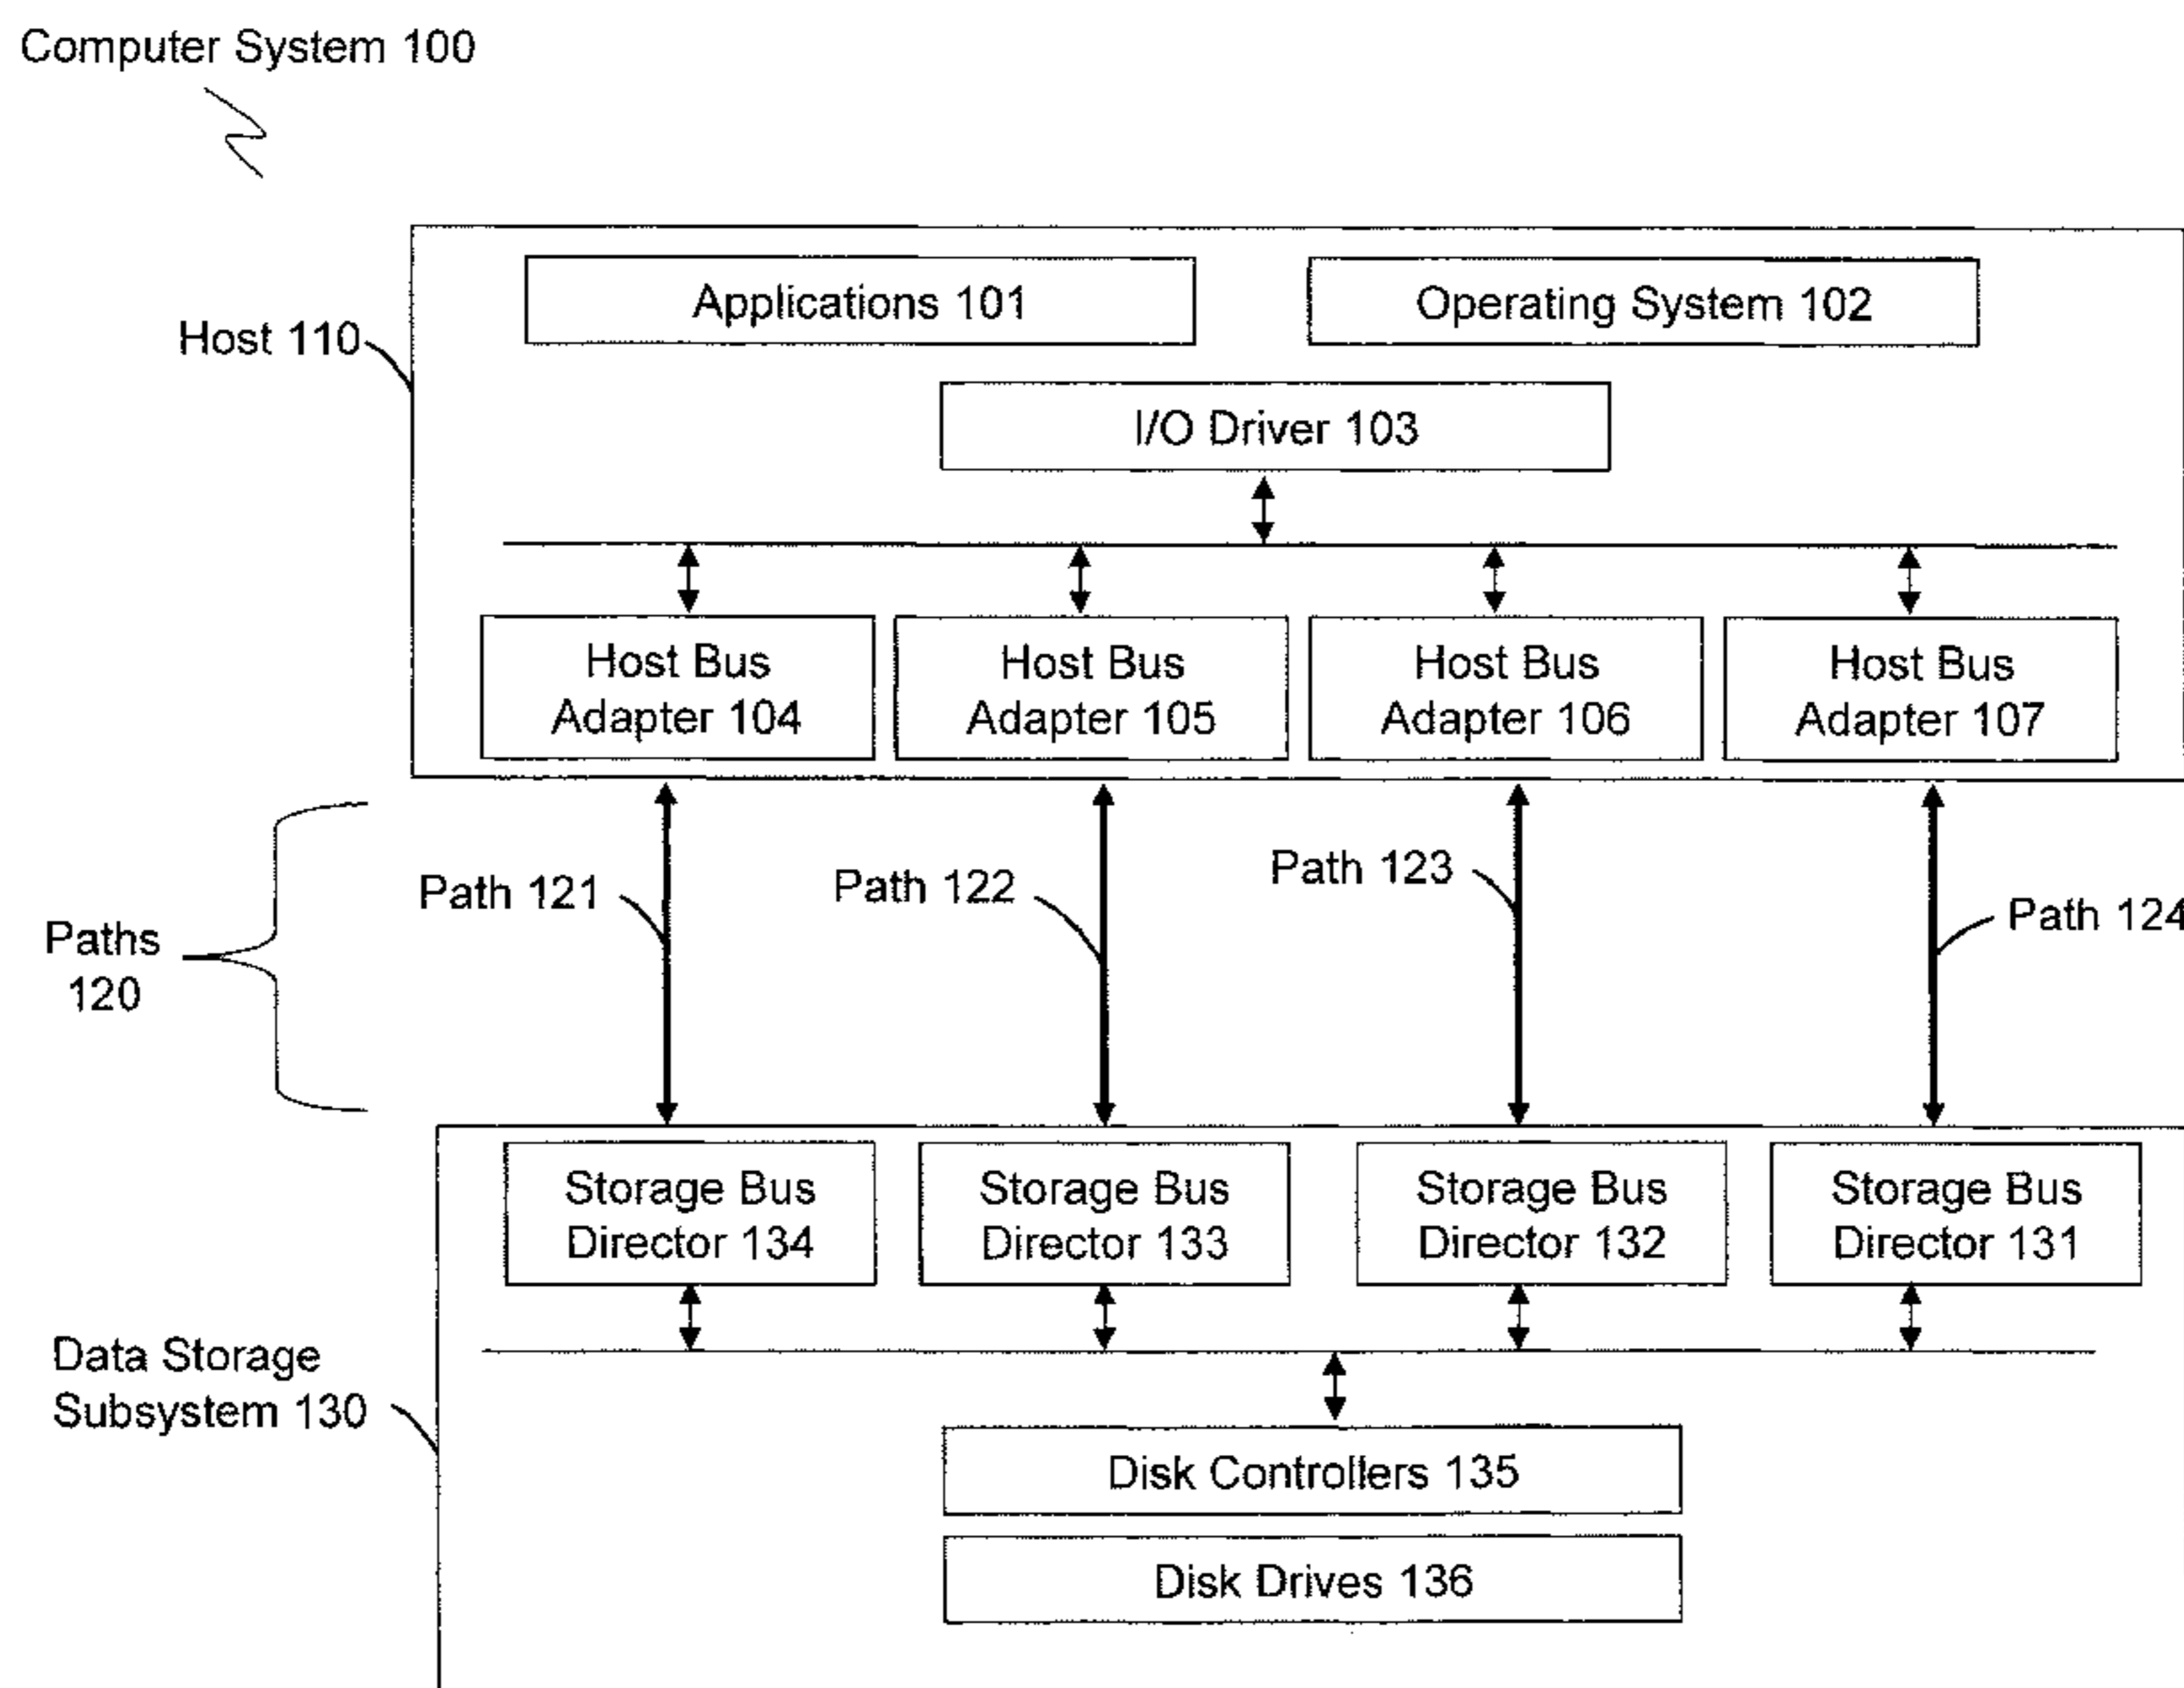 Computer System 100
Applications 101
Operating System 102
Host 110
I/O Driver 103
Host Bus
Adapter 104
Host Bus
Adapter 105
Host Bus
Adapter 106
Host Bus
Adapter 107
Paths
120
Path 121
Path 122
Path 123
Path 124
Storage Bus
Director 134
Storage Bus
Director 133
Storage Bus
Director 132
Storage Bus
Director 131
Data Storage
Subsystem 130
Disk Controllers 135
Disk Drives 136